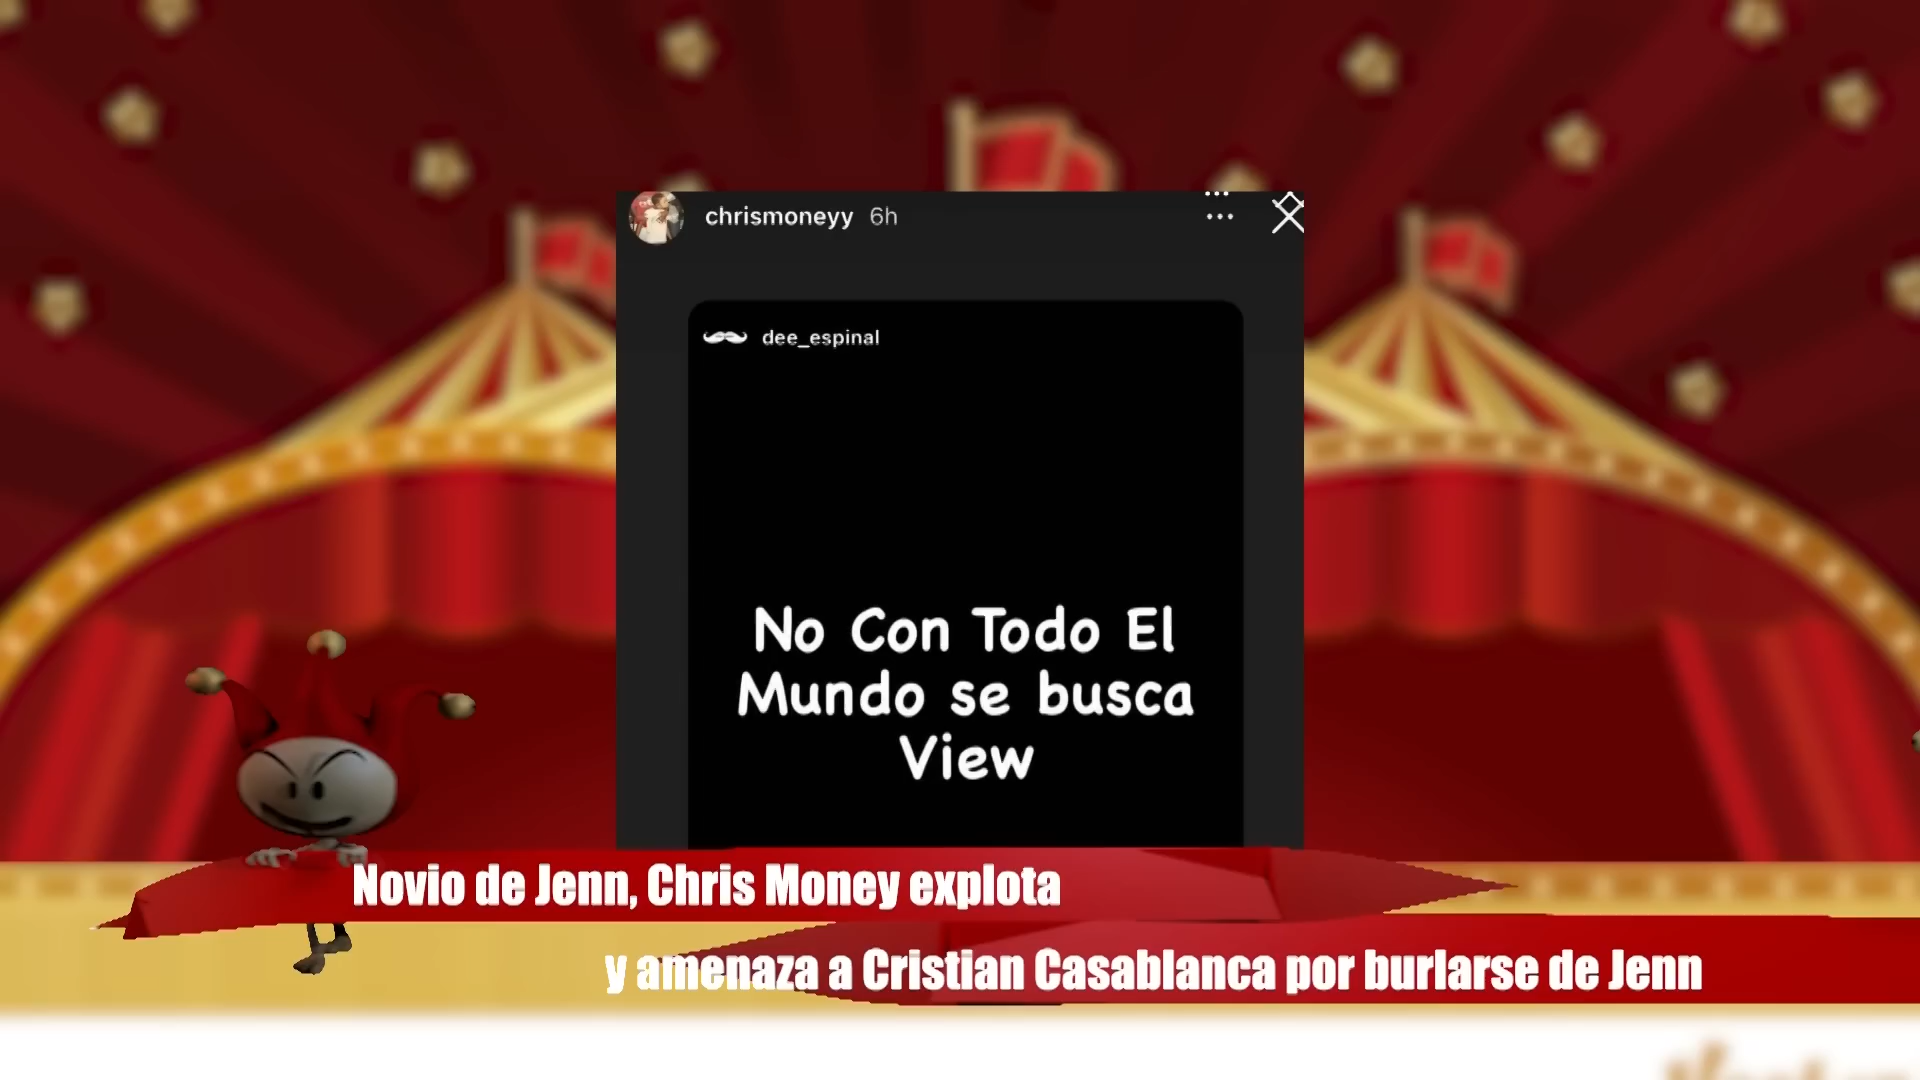 chrismoneyy 6h
dee_espinal
No Con Todo El
Mundo se busca
View
Novio de Jenn, Chris Money explota
y amenaza a Cristian Casablanca por burlarse de Jenn